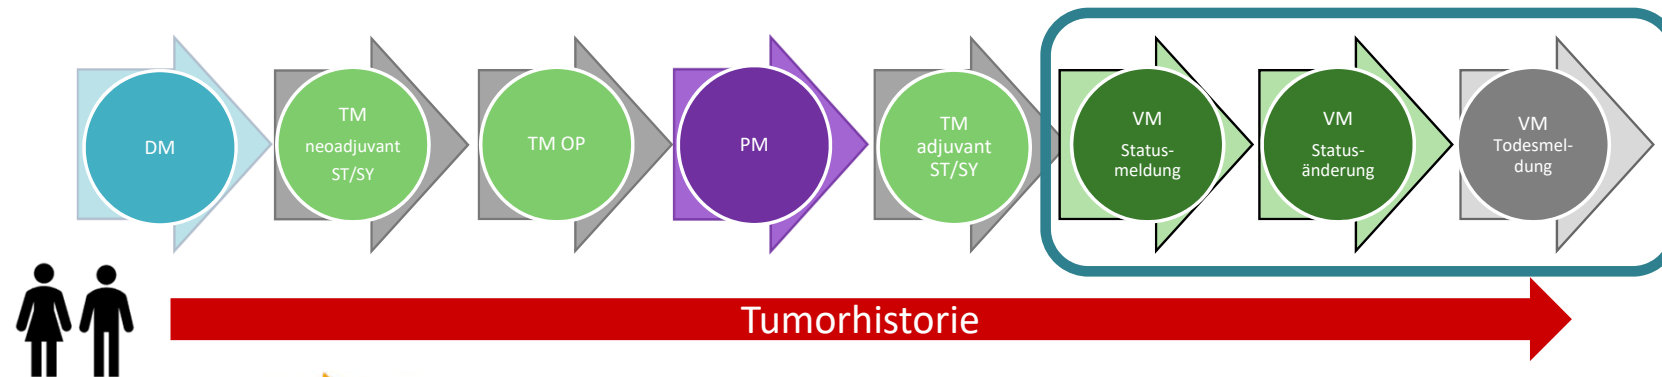 DM
TM
neoadjuvant
ST/SY
TM OP
PM
TM
adjuvant
ST/SY
VM
Status-
meldung
VM
Status-
änderung
VM
Todesmel-
dung
Tumorhistorie